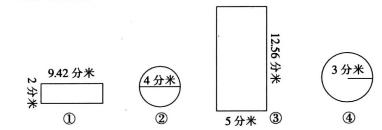 9.42 分米
2 分米
①
4 分米
②
12.56 分米
5 分米
③
3 分米
④